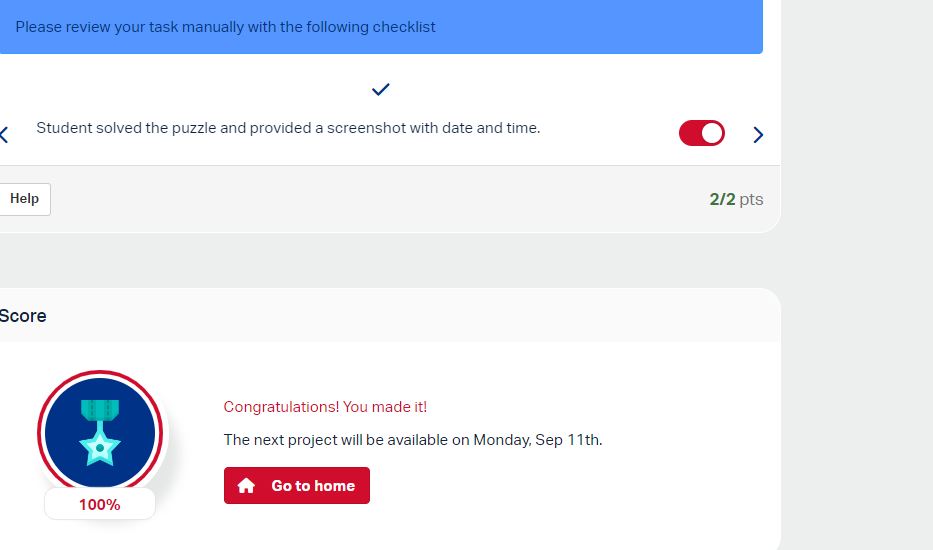 Please review your task manually with the following checklist
Student solved the puzzle and provided a screenshot with date and time.
Help
2/2 pts
Score
Congratulations! You made it!
The next project will be available on Monday, Sep 11th.
Go to home
100%